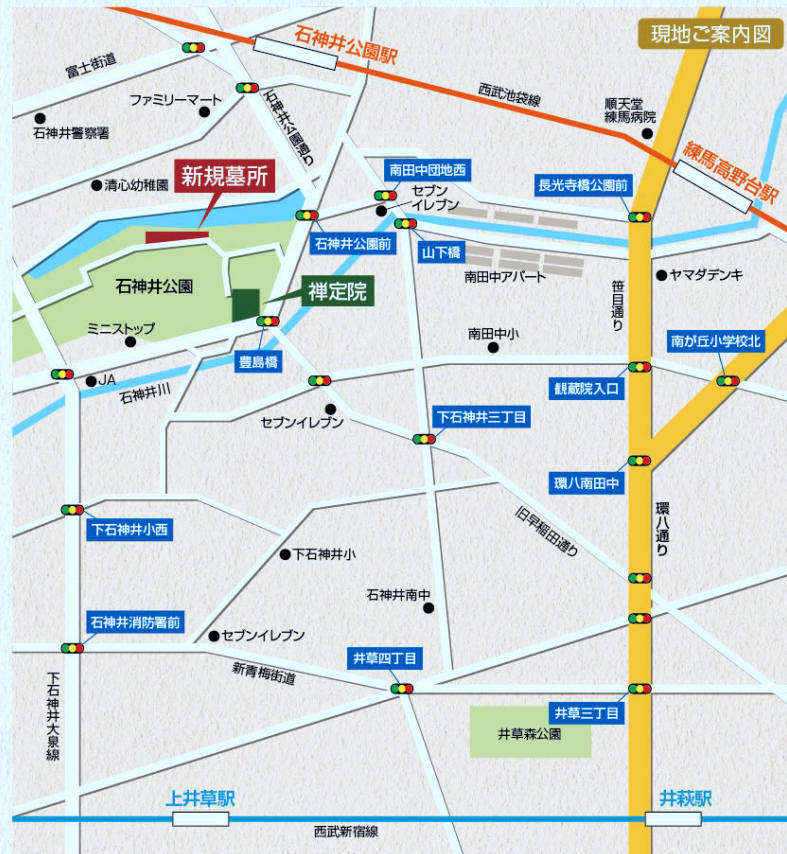 現地ご案内図
石神井公園駅
富士街道
西武池袋線
順天堂
練馬病院
ファミリーマート
石神井公園通り
石神井警察署
練馬高野台駅
南田中団地西
新規墓所
清心幼稚園
セブン
イレブン
長光寺橋公園前
石神井公園前
山下橋
南田中アパート
ヤマダデンキ
石神井公園
禅定院
笹目通り
ミニストップ
南田中小
南が丘小学校北
豊島橋
JA
石神井川
観蔵院入口
セブンイレブン
下石神井三丁目
環八南田中
下石神井小西
旧早稲田通り
環八通り
下石神井小
石神井南中
石神井消防署前
セブンイレブン
井草四丁目
新青梅街道
下石神井大泉線
井草三丁目
井草森公園
上井草駅
井荻駅
西武新宿線